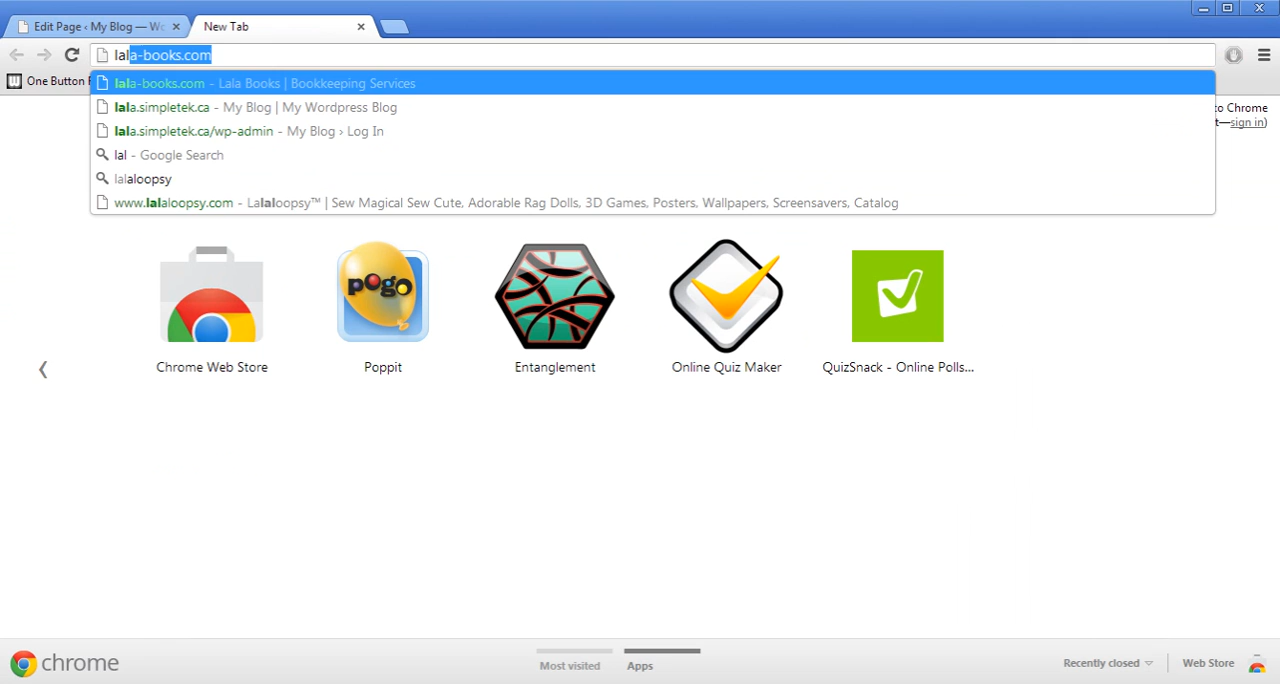 Edit Page ‹ My Blog — Wo
New Tab
lala-books.com
One Button
lala-books.com - Lala Books | Bookkeeping Services
lala.simpletek.ca - My Blog | My Wordpress Blog
lala.simpletek.ca/wp-admin - My Blog › Log In
lal - Google Search
lalaloopsy
www.lalaloopsy.com - Lalaloopsy™ | Sew Magical Sew Cute, Adorable Rag Dolls, 3D Games, Posters, Wallpapers, Screensavers, Catalog
to Chrome
t—sign in)
pogo
Chrome Web Store
Poppit
Entanglement
Online Quiz Maker
QuizSnack - Online Polls...
chrome
Most visited
Apps
Recently closed
Web Store